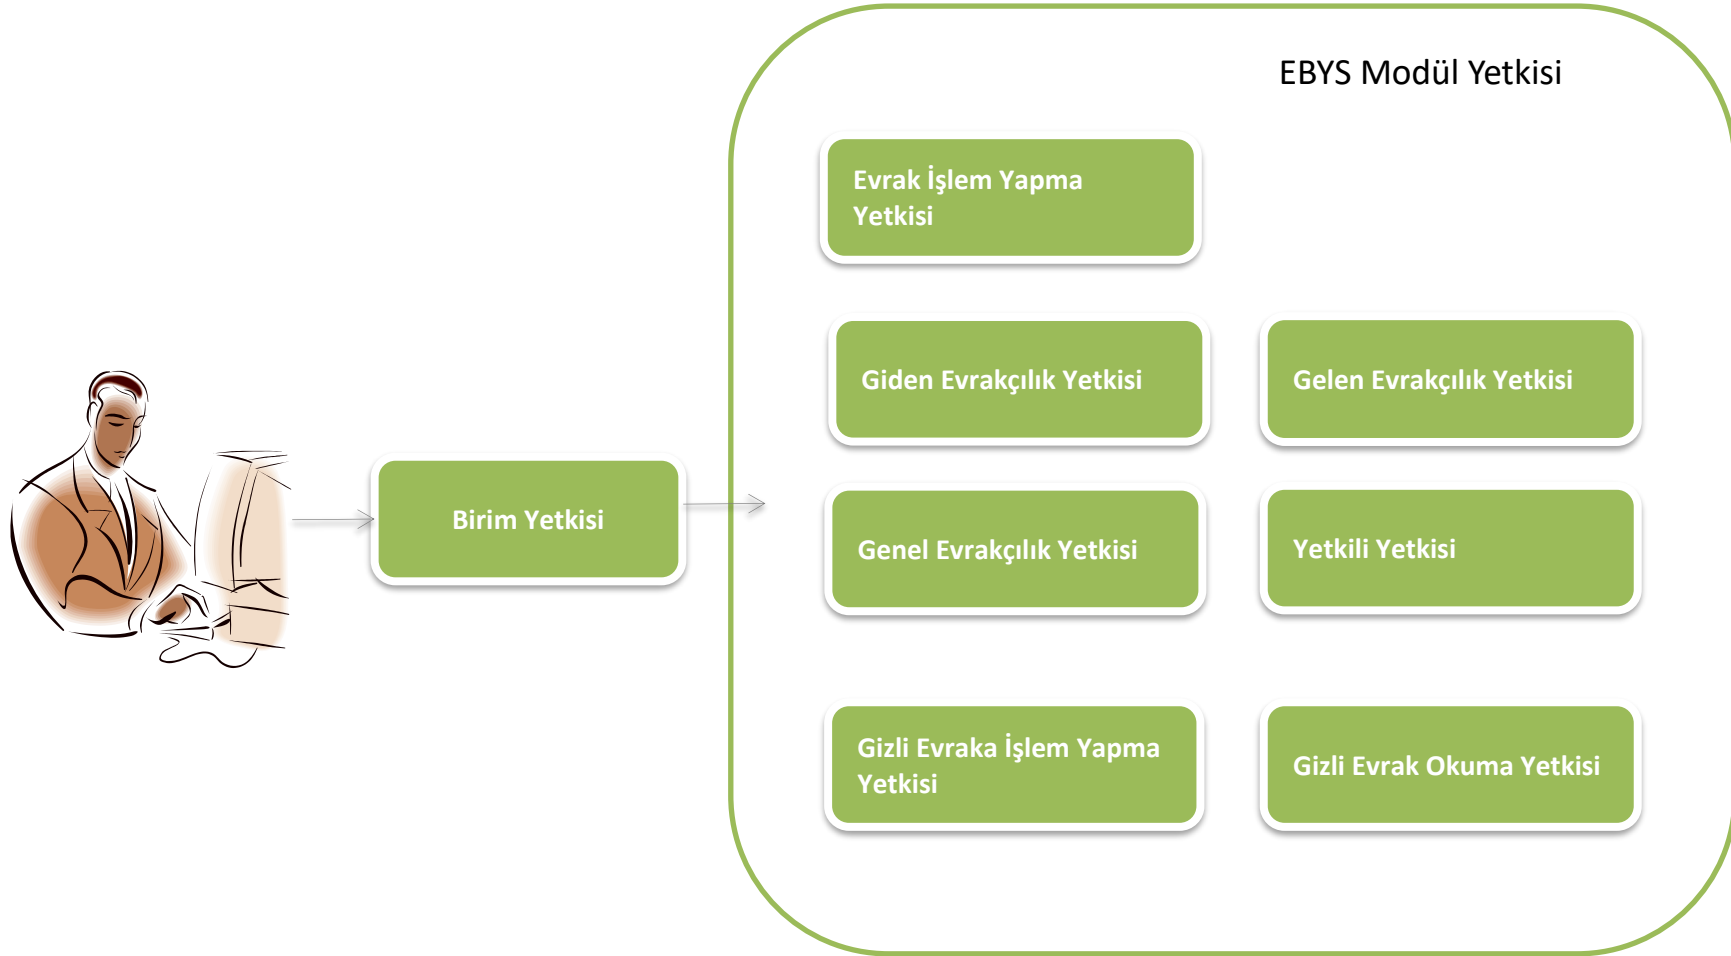 EBYS Modül Yetkisi
Evrak İşlem Yapma
Yetkisi
Giden Evrakçılık Yetkisi
Gelen Evrakçılık Yetkisi
Birim Yetkisi
Genel Evrakçılık Yetkisi
Yetkili Yetkisi
Gizli Evraka İşlem Yapma
Yetkisi
Gizli Evrak Okuma Yetkisi